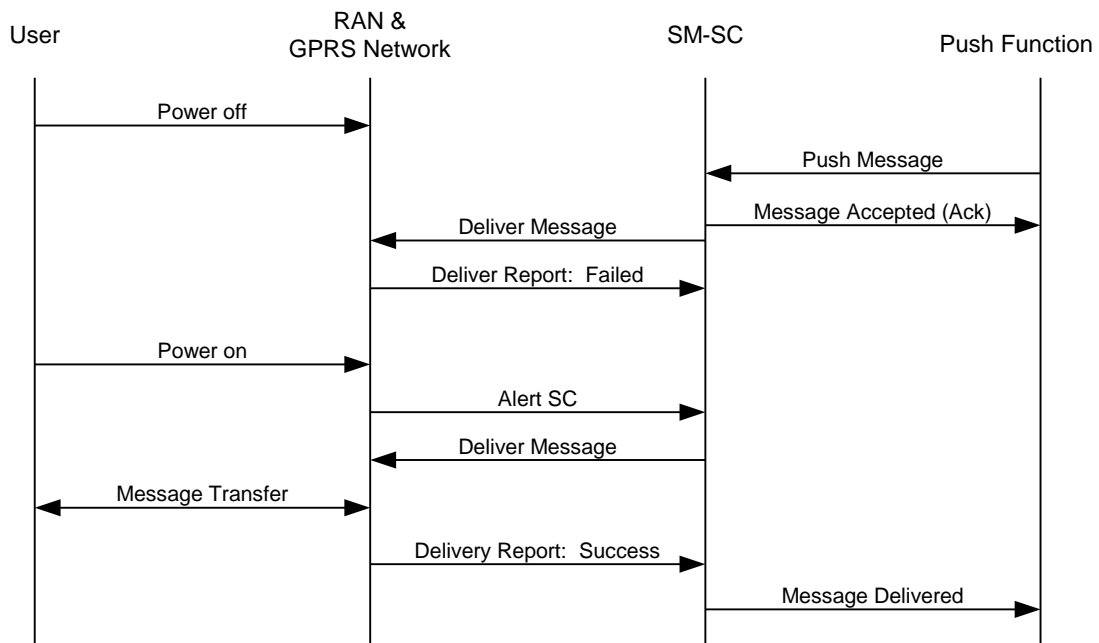 User
RAN &
GPRS Network
SM-SC
Push Function
Power off
Push Message
Message Accepted (Ack)
Deliver Message
Deliver Report:  Failed
Power on
Alert SC
Deliver Message
Message Transfer
Delivery Report:  Success
Message Delivered